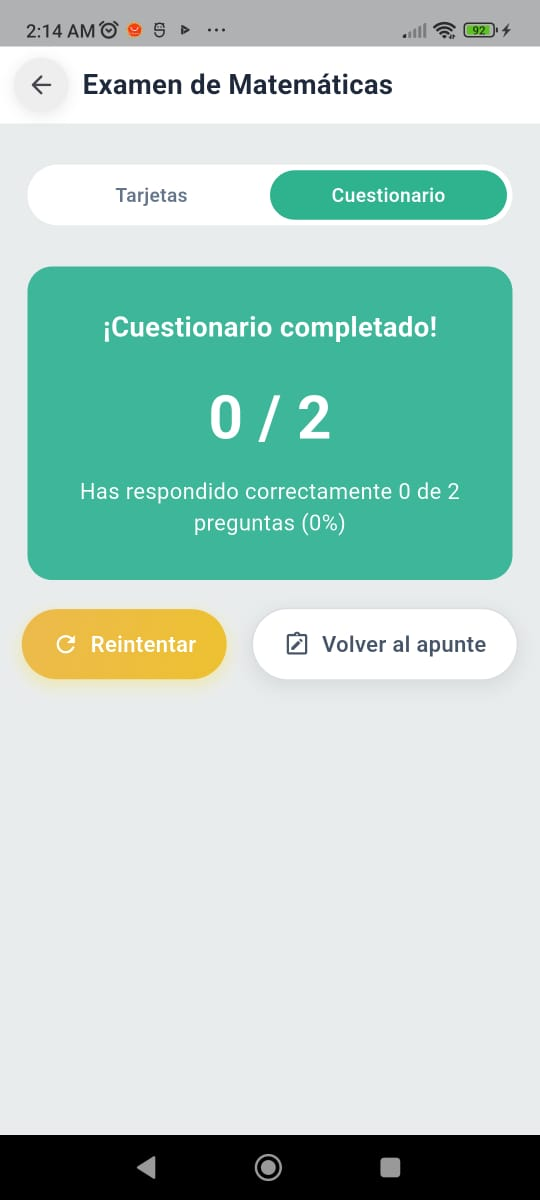 2:14 AM
92
Examen de Matemáticas
Tarjetas
Cuestionario
¡Cuestionario completado!
0 / 2
Has respondido correctamente 0 de 2
preguntas (0%)
Reintentar
Volver al apunte